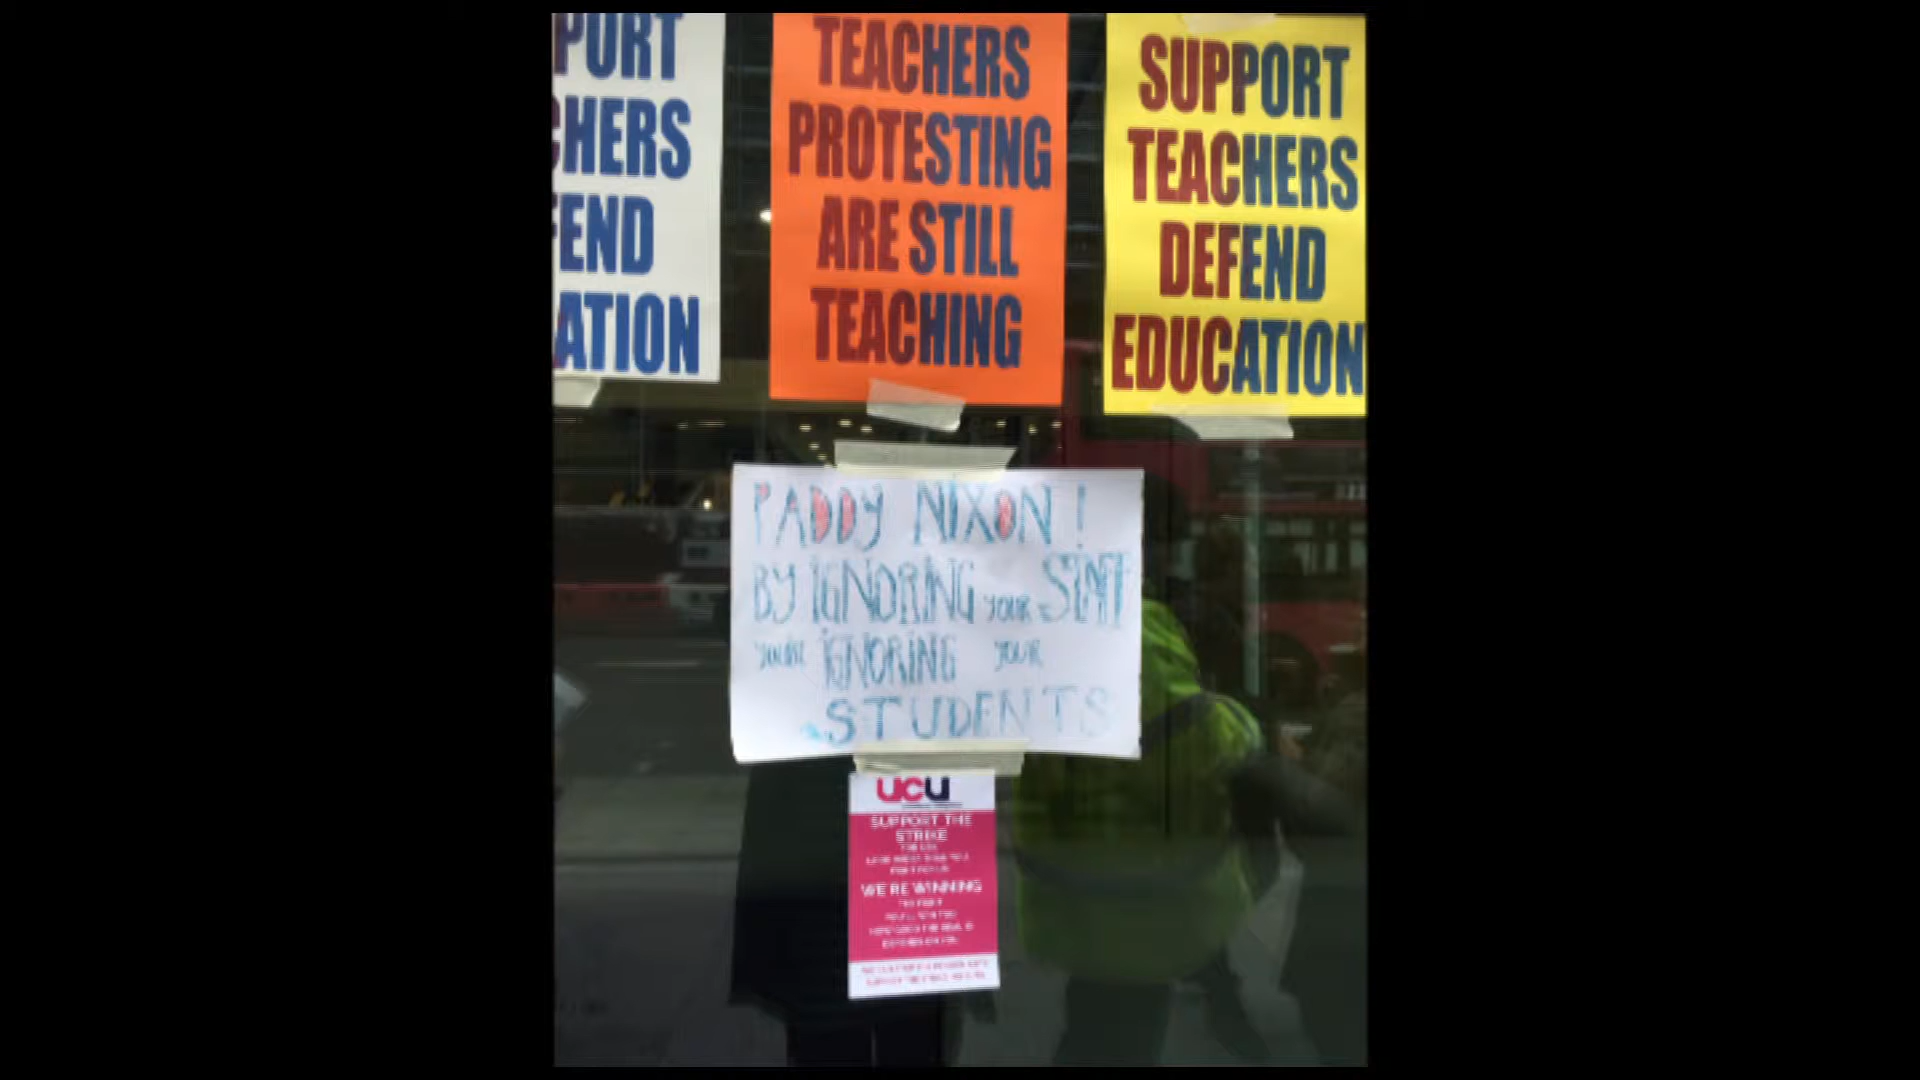 PORT
CHERS
FEND
ATION
TEACHERS
PROTESTING
ARE STILL
TEACHING
SUPPORT
TEACHERS
DEFEND
EDUCATION
PADDY NIXON!
BY IGNORING YOUR STAFF
YOU'RE IGNORING YOUR
STUDENTS
UCU
SUPPORT THE
STRIKE
WE'RE WINNING